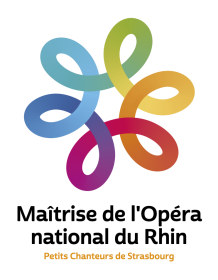 Maîtrise de l'Opéra
national du Rhin
Petits Chanteurs de Strasbourg